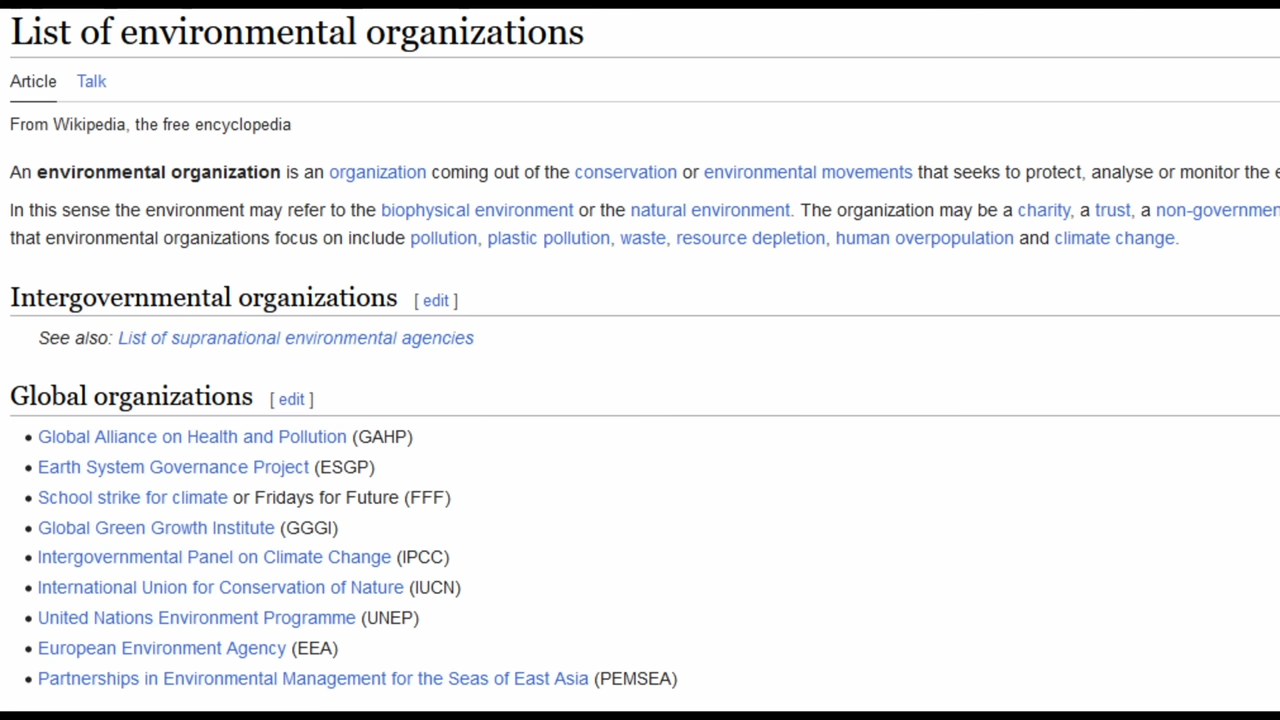 List of environmental organizations
Article Talk
From Wikipedia, the free encyclopedia
An environmental organization is an organization coming out of the conservation or environmental movements that seeks to protect, analyse or monitor the
In this sense the environment may refer to the biophysical environment or the natural environment. The organization may be a charity, a trust, a
that environmental organizations focus on include pollution, plastic pollution, waste, resource depletion, human overpopulation and climate change.
Intergovernmental organizations [ edit ]
See also: List of supranational environmental agencies
Global organizations [ edit ]
• Global Alliance on Health and Pollution (GAHP)
• Earth System Governance Project (ESGP)
• School strike for climate or Fridays for Future (FFF)
• Global Green Growth Institute (GGGI)
• Intergovernmental Panel on Climate Change (IPCC)
• International Union for Conservation of Nature (IUCN)
• United Nations Environment Programme (UNEP)
• European Environment Agency (EEA)
• Partnerships in Environmental Management for the Seas of East Asia (PEMSEA)